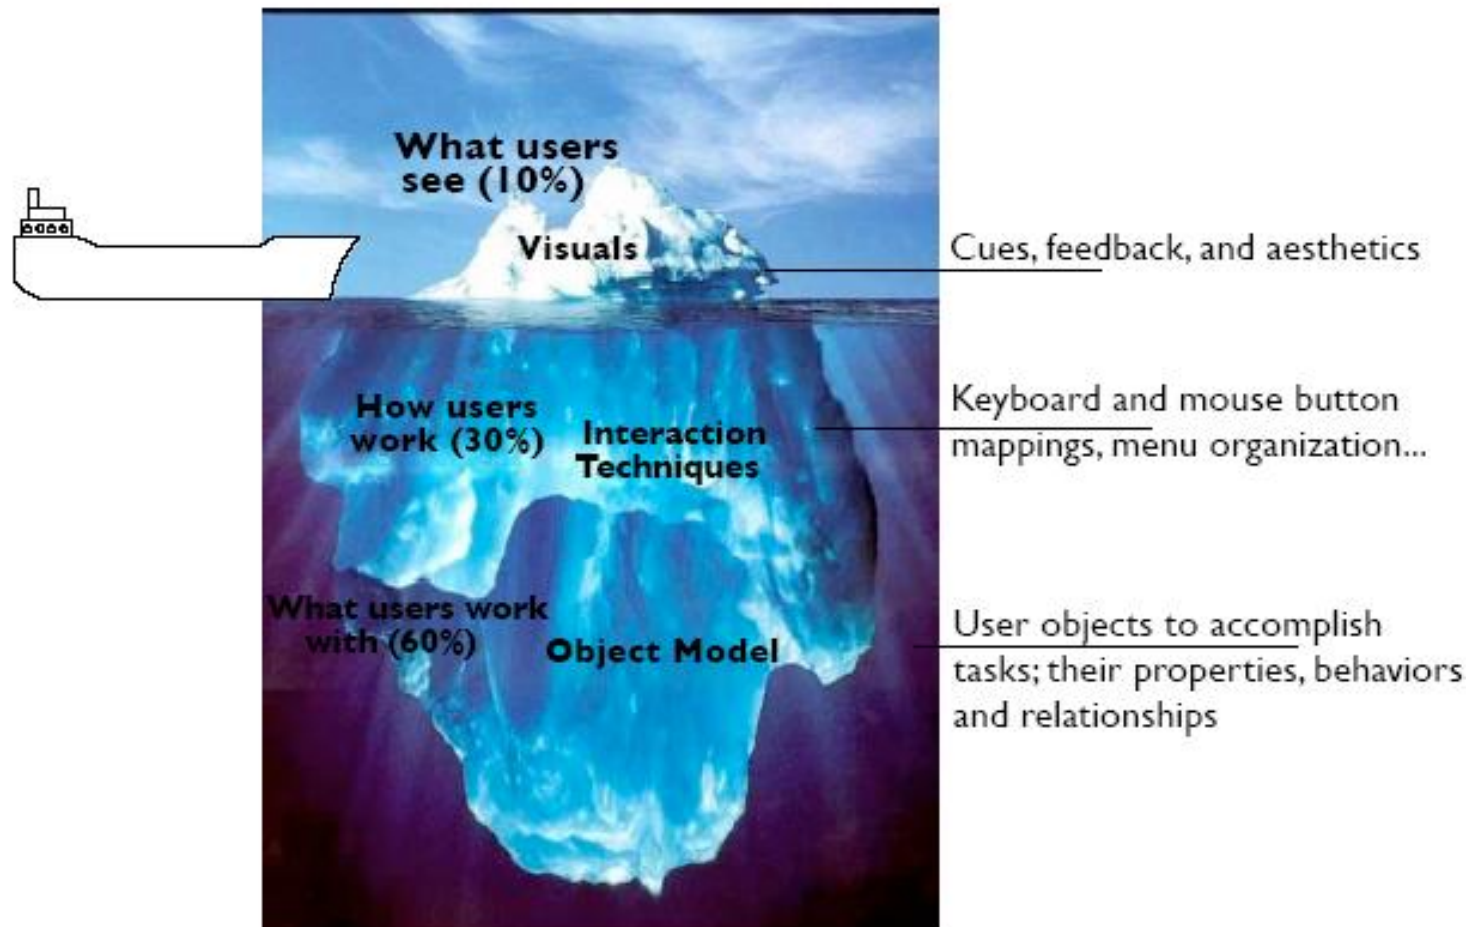 What users
see (10%)
Visuals
Cues, feedback, and aesthetics
How users
work (30%)
Interaction
Techniques
Keyboard and mouse button
mappings, menu organization...
What users work
with (60%)
Object Model
User objects to accomplish
tasks; their properties, behaviors
and relationships